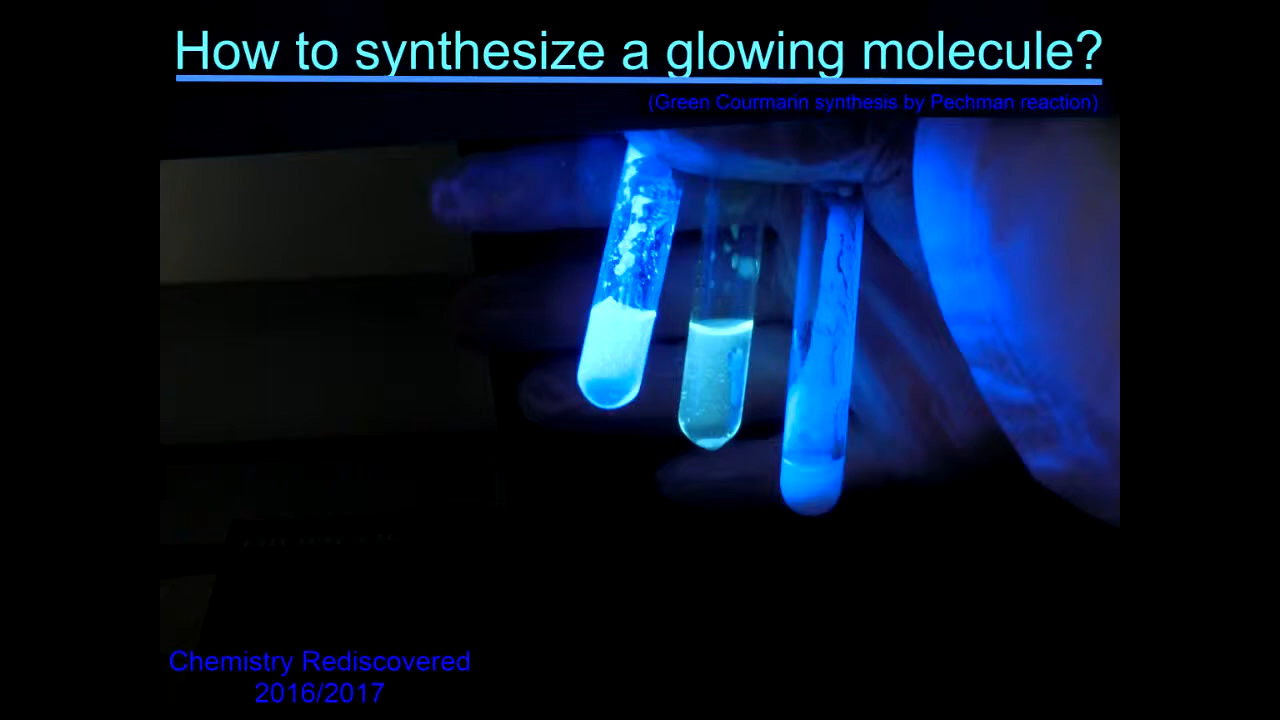 How to synthesize a glowing molecule?
(Green Courmarin synthesis by Pechman reaction)
Chemistry Rediscovered
2016/2017